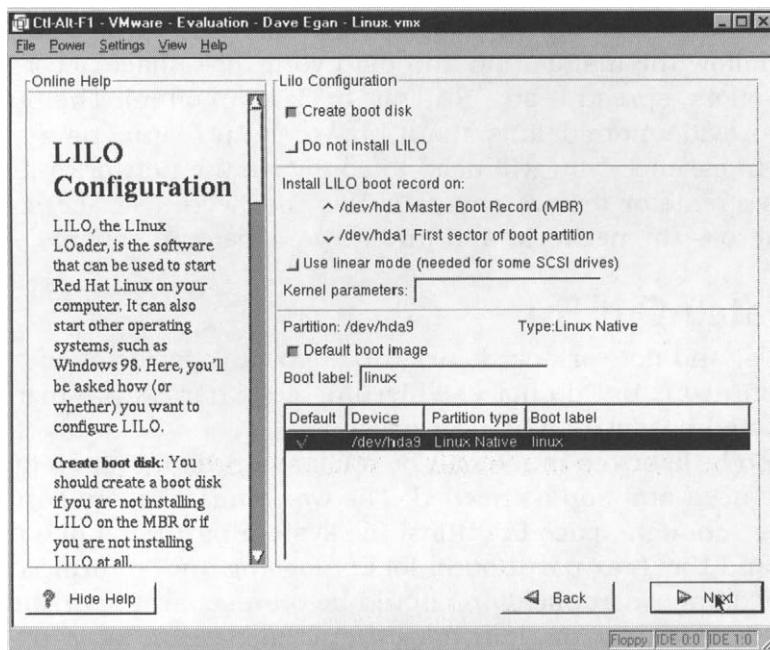 Ctl-Alt-F1 - VMware - Evaluation - Dave Egan - Linux.vmx
File Power Settings View Help
Online Help
LILO
Configuration
LILO, the LInux
LOader, is the software
that can be used to start
Red Hat Linux on your
computer. It can also
start other operating
systems, such as
Windows 98. Here, you'll
be asked how (or
whether) you want to
configure LILO.
Create boot disk: You
should create a boot disk
if you are not installing
LILO on the MBR or if
you are not installing
LILO at all.
Hide Help
Lilo Configuration
Create boot disk
Do not install LILO
Install LILO boot record on:
/dev/hda Master Boot Record (MBR)
/dev/hda1 First sector of boot partition
Use linear mode (needed for some SCSI drives)
Kernel parameters:
Partition: /dev/hda9 Type:Linux Native
Default boot image
Boot label: linux
Default Device Partition type Boot label
/dev/hda9 Linux Native linux
Back Next
Floppy IDE 0:0 IDE 1:0